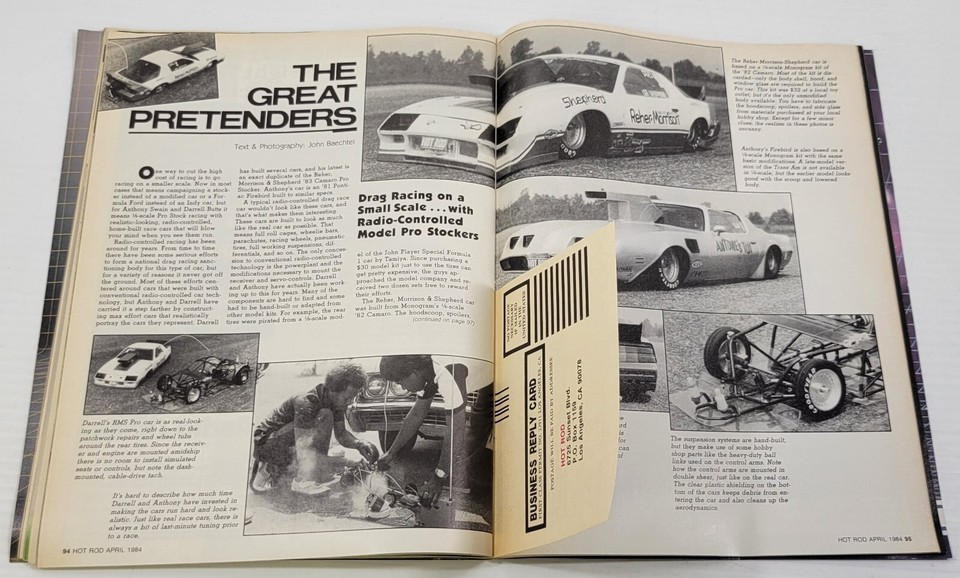 THE
GREAT
PRETENDERS
Text & Photography: John Baechtel
One way to cut the high
cost of racing is to go
racing on a smaller scale. Now in most
cases that means campaigning a stock-
er instead of a modified car or a For-
mula Ford instead of an Indy car, but
for Anthony Swain and Darrell Butts it
means ⅛-scale Pro Stock racing with
realistic-looking, radio-controlled,
home-built race cars that will blow
your mind when you see them run.
Radio-controlled racing has been
around for years. From time to time
there have been some serious efforts
to form a national drag racing sanc-
tioning body for this type of car, but
for a variety of reasons it never got off
the ground. Most of these efforts cen-
tered around cars that were built with
conventional radio-controlled car tech-
nology, but Anthony and Darrell have
carried it a step farther by construct-
ing max effort cars that realistically
portray the cars they represent. Darrell
has built several cars, and his latest is
an exact duplicate of the Reher,
Morrison & Shepherd '83 Camaro Pro
Stocker. Anthony's car is an '81 Ponti-
ac Firebird built to similar specs.
A typical radio-controlled drag race
car wouldn't look like these cars, and
that's what makes them interesting.
These cars are built to look as much
like the real car as possible. That
means full roll cages, wheelie bars,
parachutes, racing wheels, pneumatic
tires, full working suspensions, dif-
ferentials, and so on. The only conces-
sion to conventional radio-controlled
technology is the powerplant and the
modifications necessary to mount the
receiver and servo controls. Darrell
and Anthony have actually been work-
ing up to this for years. Many of the
components are hard to find and some
had to be hand-built or adapted from
other model kits. For example, the rear
tires were pirated from a ⅛-scale mod-
Drag Racing on a
Small Scale . . . with
Radio-Controlled
Model Pro Stockers
el of the John Player Special Formula
1 car by Tamiya. Since purchasing a
$30 model kit just to use the tires can
get pretty expensive, the guys ap-
proached the model company and re-
ceived two dozen sets free to reward
their efforts.
The Reher, Morrison & Shepherd car
was built from Monogram's ⅛-scale
'82 Camaro. The hoodscoop, spoilers,
(continued on page 97)
Darrell's RMS Pro car is as real-look-
ing as they come, right down to the
patchwork repairs and wheel tubs
around the rear tires. Since the receiv-
er and engine are mounted amidship
there is no room to install simulated
seats or controls, but note the dash-
mounted, cable-drive tach.
It's hard to describe how much time
Darrell and Anthony have invested in
making the cars run hard and look re-
alistic. Just like real race cars, there is
always a bit of last-minute tuning prior
to a race.
94 HOT ROD APRIL 1984
Shepherd
Reher-Morrison
The Reher-Morrison-Shepherd car is
based on a ⅛-scale Monogram kit of
the '82 Camaro. Most of the kit is dis-
carded—only the body shell, hood, and
window glass are required to build the
Pro car. This kit was $32 at a local toy
outlet, but it's the only unmodified
body available. You have to fabricate
the hoodscoop, spoilers, and side glass
from materials purchased at your local
hobby shop. Except for a few minor
clues, the realism in these photos is
uncanny.
Anthony's Firebird is also based on a
⅛-scale Monogram kit with the same
basic modifications. A late-model ver-
sion of the Trans Am is not available
in ⅛-scale, but the earlier model looks
good with the scoop and lowered
body.
NO POSTAGE
NECESSARY
IF MAILED
IN THE
UNITED STATES
BUSINESS REPLY CARD
POSTAGE WILL BE PAID BY ADDRESSEE
HOT ROD
6725 Sunset Blvd.
P.O. Box 1159
Los Angeles, CA 90078
The suspension systems are hand-built,
but they make use of some hobby
shop parts like the heavy-duty ball
links used on the control arms. Note
how the control arms are mounted in
double shear, just like on the real car.
The clear plastic shielding on the bot-
tom of the cars keeps debris from en-
tering the car and also cleans up the
aerodynamics.
HOT ROD APRIL 1984 95